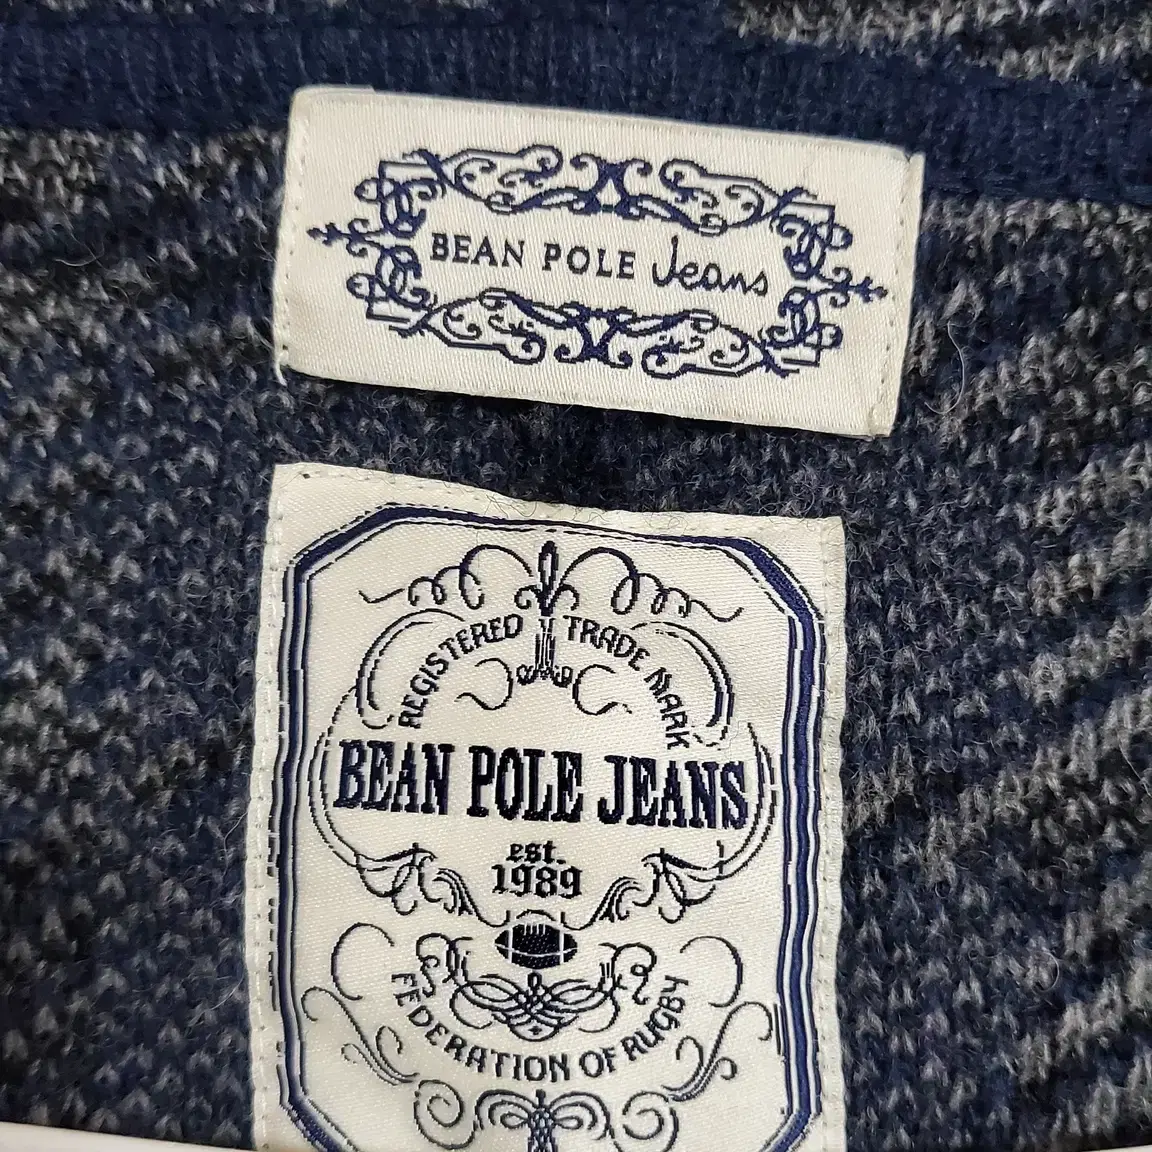 BEAN POLE Jeans
REGISTERED TRADE MARK
BEAN POLE JEANS
est.
1989
FEDERATION OF RUGBY